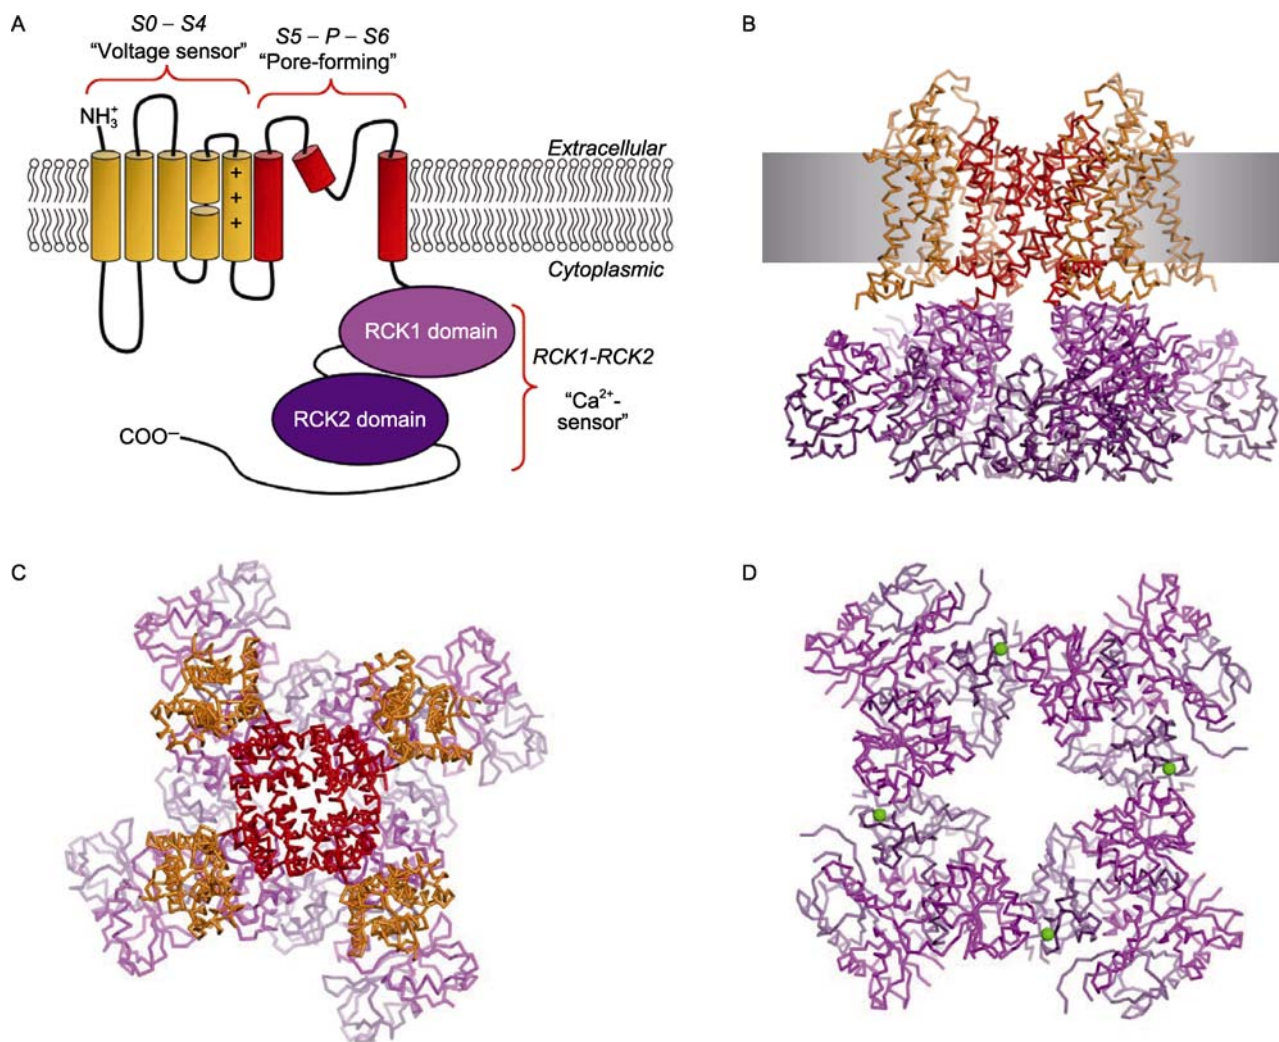 A
S0 – S4
"Voltage sensor"
S5 – P – S6
"Pore-forming"
NH₃⁺
+
+
+
Extracellular
Cytoplasmic
RCK1 domain
RCK2 domain
RCK1-RCK2
“Ca²⁺-
sensor”
COO–
B
C
D